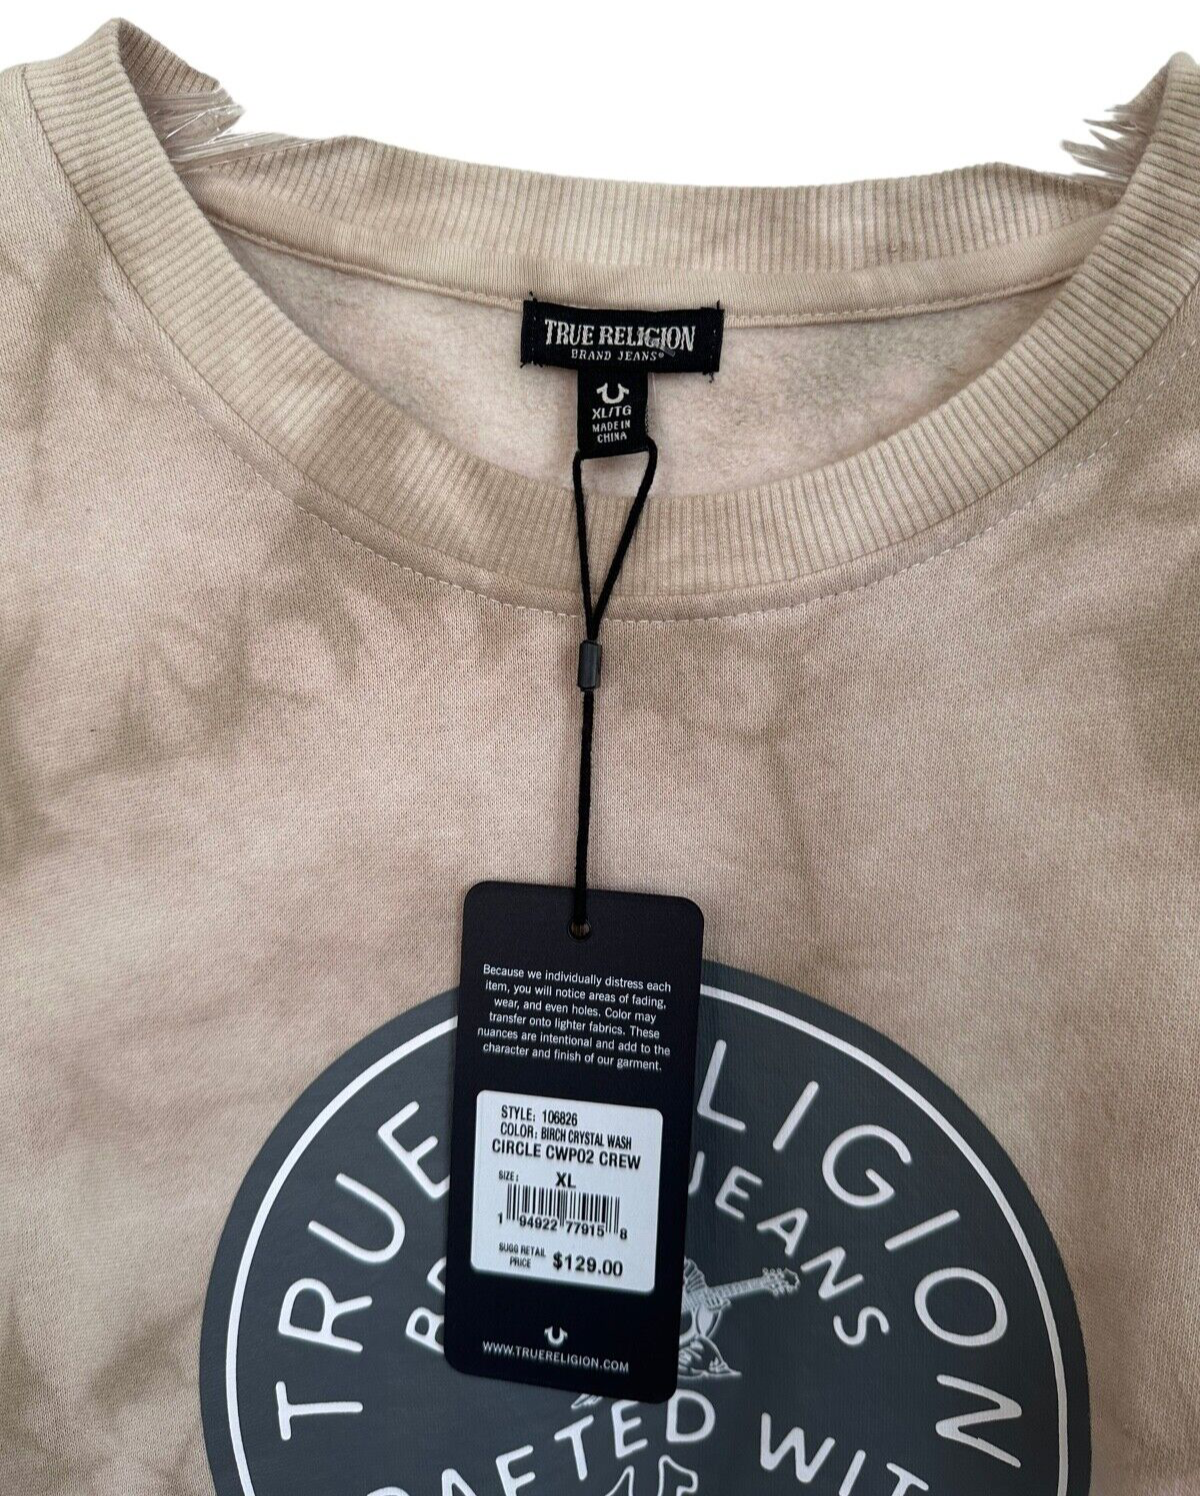 TRUE RELIGION
BRAND JEANS®
XL/TG
MADE IN
CHINA
Because we individually distress each
item, you will notice areas of fading,
wear, and even holes. Color may
transfer onto lighter fabrics. These
nuances are intentional and add to the
character and finish of our garment.
STYLE: 106826
COLOR: BIRCH CRYSTAL WASH
CIRCLE CWP02 CREW
SIZE: XL
1 94922 77915 8
SUGG RETAIL
PRICE $129.00
WWW.TRUERELIGION.COM
TRUE LIGION
JEANS
AFTED WIT